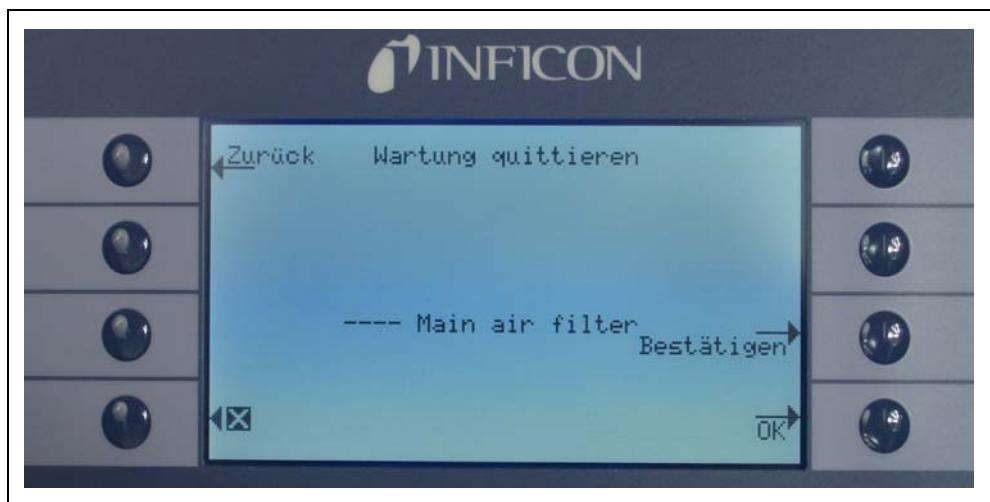 INFICON
Zurück Wartung quittieren
---- Main air filter
Bestätigen
OK